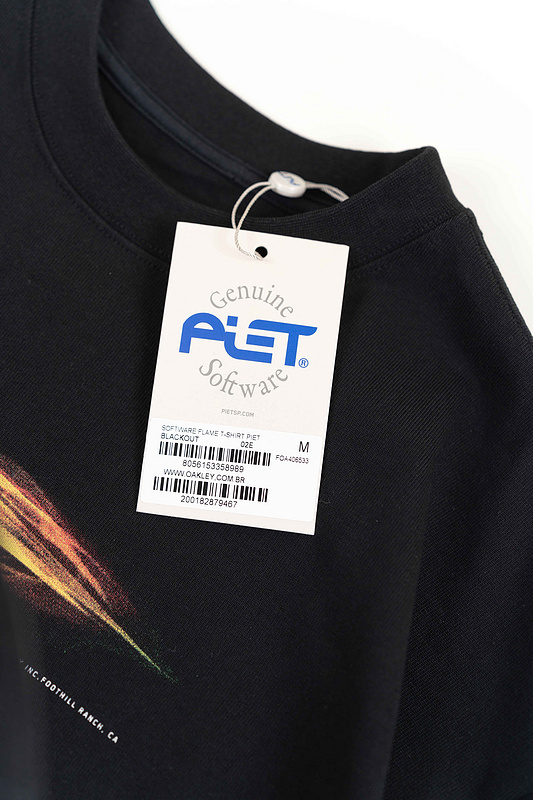 Genuine
PiET®
Software
PIETSP.COM
SOFTWARE FLAME T-SHIRT PIET
BLACKOUT 02E M
FOA406533
8056153358989
WWW.OAKLEY.COM.BR
200182879467
INC. FOOTHILL RANCH, CA